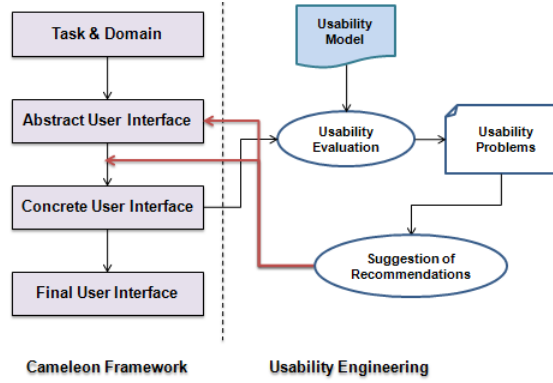 Task & Domain
Abstract User Interface
Concrete User Interface
Final User Interface
Cameleon Framework
Usability
Model
Usability
Evaluation
Usability
Problems
Suggestion of
Recommendations
Usability Engineering